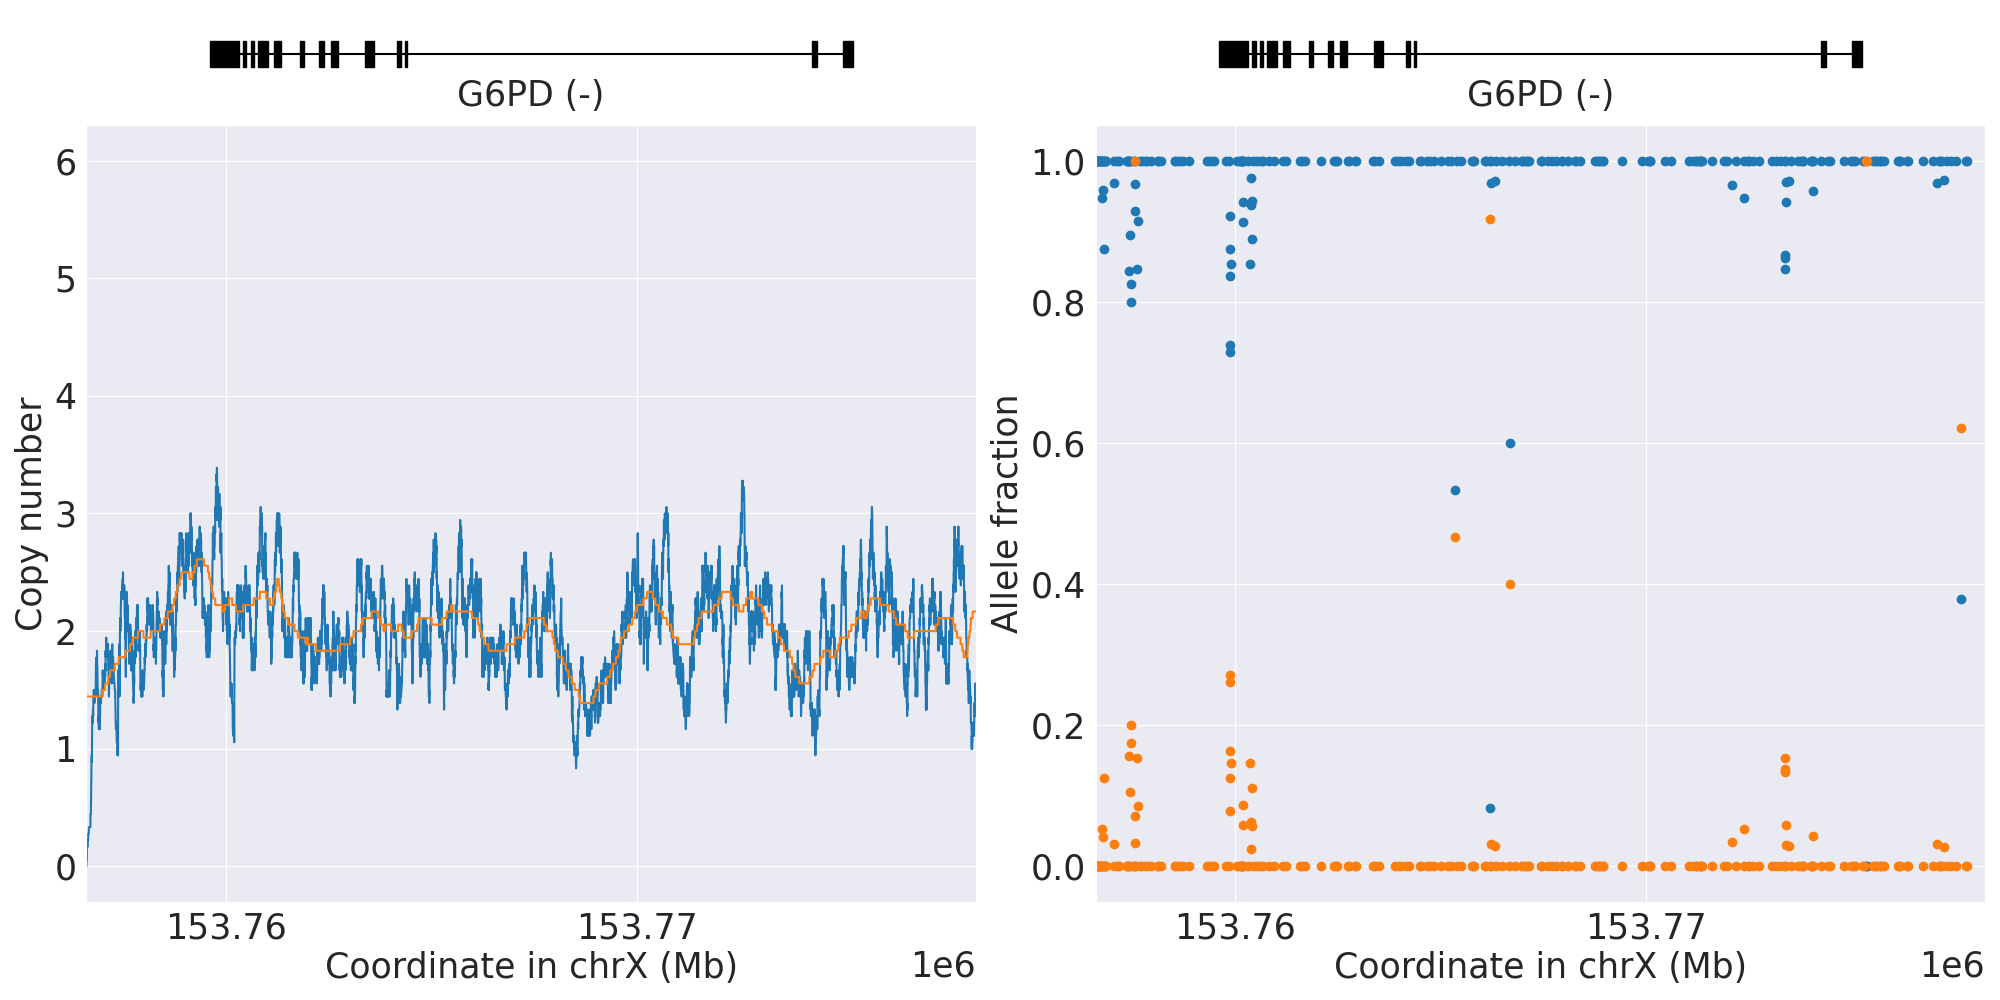 G6PD (-)
6
5
4
3
2
1
0
Copy number
153.76
153.77
Coordinate in chrX (Mb)
1e6
G6PD (-)
1.0
0.8
0.6
0.4
0.2
0.0
Allele fraction
153.76
153.77
Coordinate in chrX (Mb)
1e6